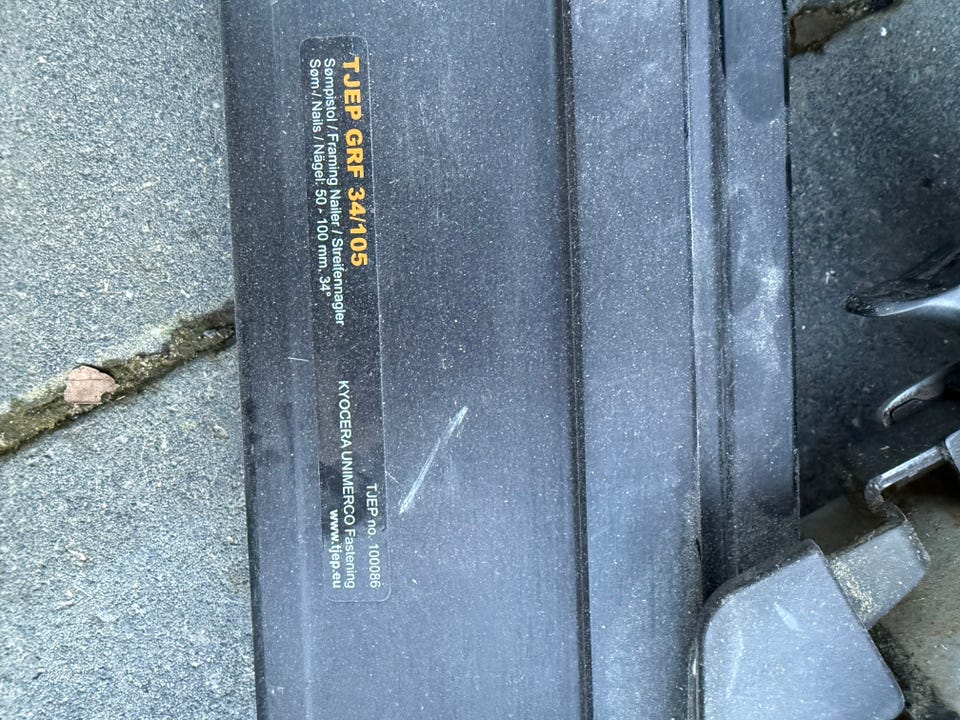 TJEP GRF 34/105
Sømpistol / Framing Nailer / Streifennagler
Søm / Nails / Nägel: 50 - 100 mm, 34°
TJEP no. 100086
KYOCERA UNIMERCO Fastening
www.tjep.eu